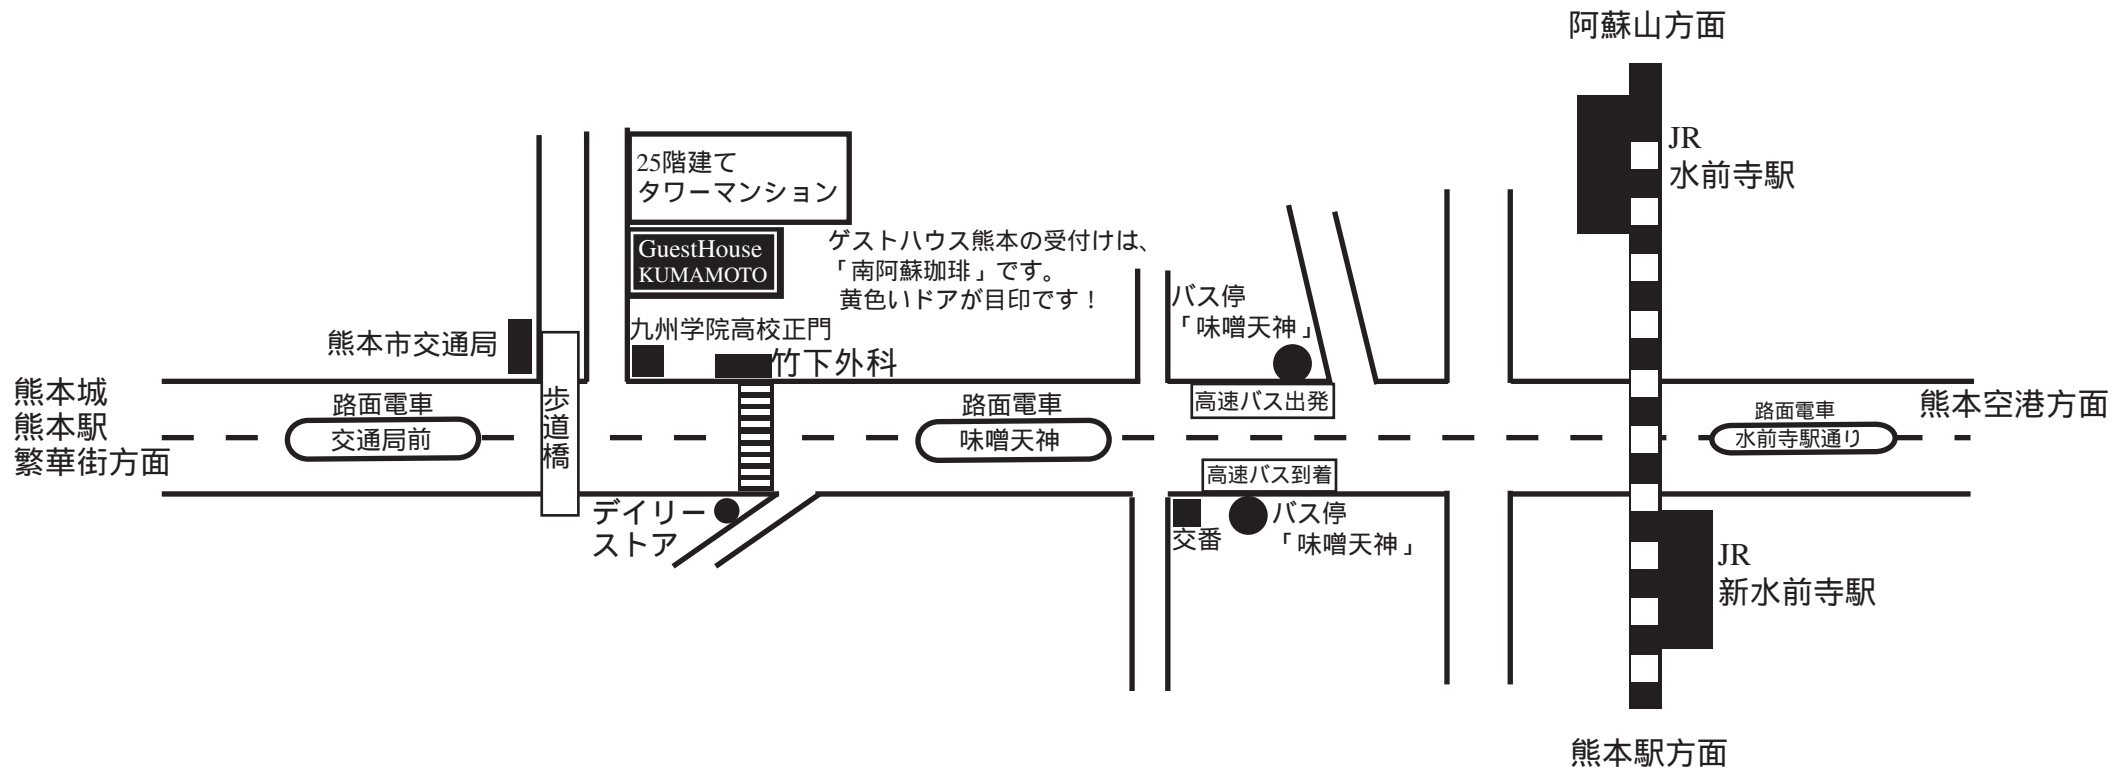 阿蘇山方面
JR
水前寺駅
25階建て
タワーマンション
GuestHouse
KUMAMOTO
ゲストハウス熊本の受付けは、
「南阿蘇珈琲」です。
黄色いドアが目印です！
バス停
「味噌天神」
九州学院高校正門
熊本市交通局
竹下外科
熊本城
熊本駅
繁華街方面
路面電車
交通局前
歩道橋
路面電車
味噌天神
高速バス出発
路面電車
水前寺駅通り
熊本空港方面
高速バス到着
デイリー
ストア
交番
バス停
「味噌天神」
JR
新水前寺駅
熊本駅方面